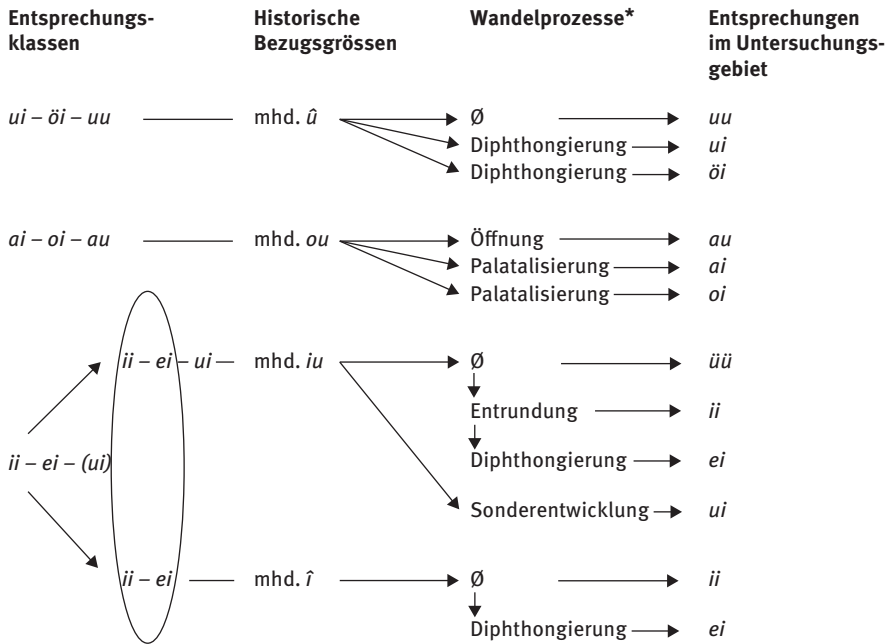 Entsprechungs-
klassen
Historische
Bezugsgrössen
Wandelprozesse*
Entsprechungen
im Untersuchungs-
gebiet
ui – öi – uu mhd. û Ø uu
Diphthongierung ui
Diphthongierung öi
ai – oi – au mhd. ou Öffnung au
Palatalisierung ai
Palatalisierung oi
ii – ei – ui mhd. iu Ø üü
Entrundung ii
ii – ei – (ui) Diphthongierung ei
Sonderentwicklung ui
ii – ei mhd. î Ø ii
Diphthongierung ei